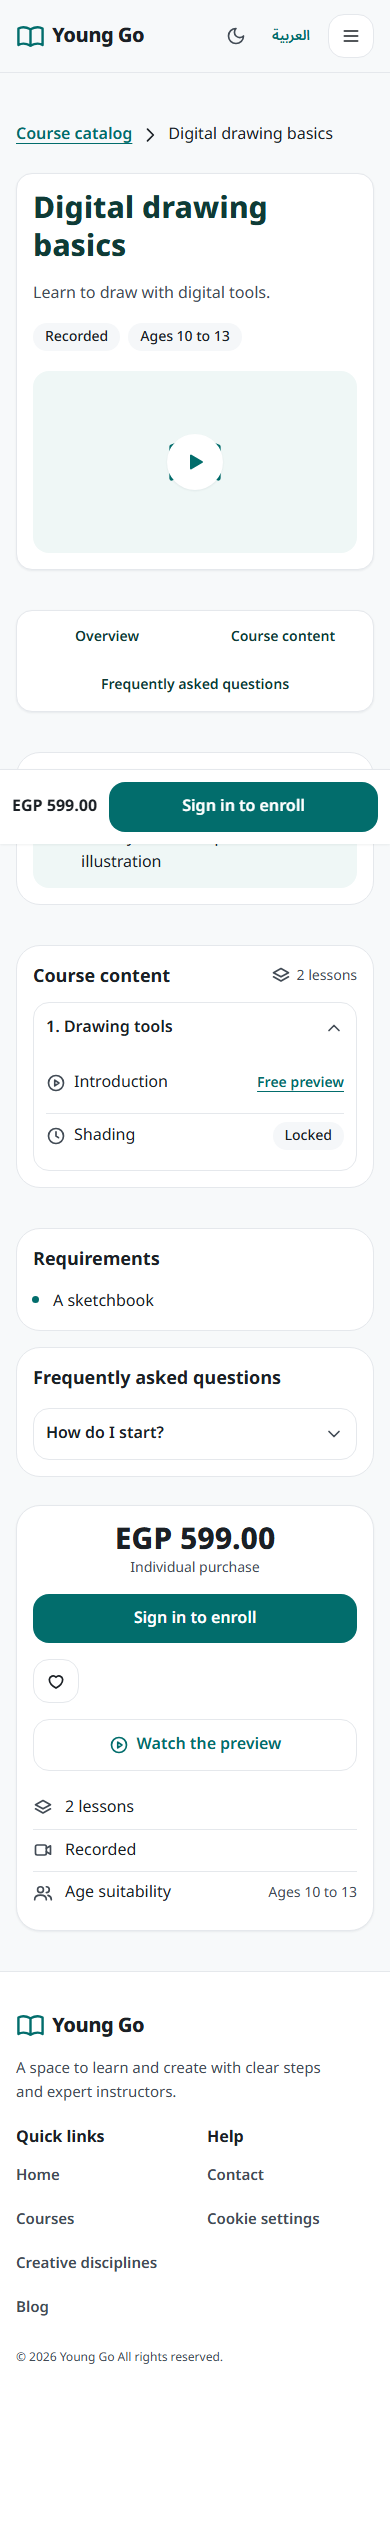 Young Go
العربية
Course catalog
Digital drawing basics
Digital drawing
basics
Learn to draw with digital tools.
Recorded
Ages 10 to 13
Overview
Course content
Frequently asked questions
EGP 599.00
Sign in to enroll
illustration
Course content
2 lessons
1. Drawing tools
Introduction
Free preview
Shading
Locked
Requirements
A sketchbook
Frequently asked questions
How do I start?
EGP 599.00
Individual purchase
Sign in to enroll
Watch the preview
2 lessons
Recorded
Age suitability
Ages 10 to 13
Young Go
A space to learn and create with clear steps
and expert instructors.
Quick links
Help
Home
Contact
Courses
Cookie settings
Creative disciplines
Blog
© 2026 Young Go All rights reserved.